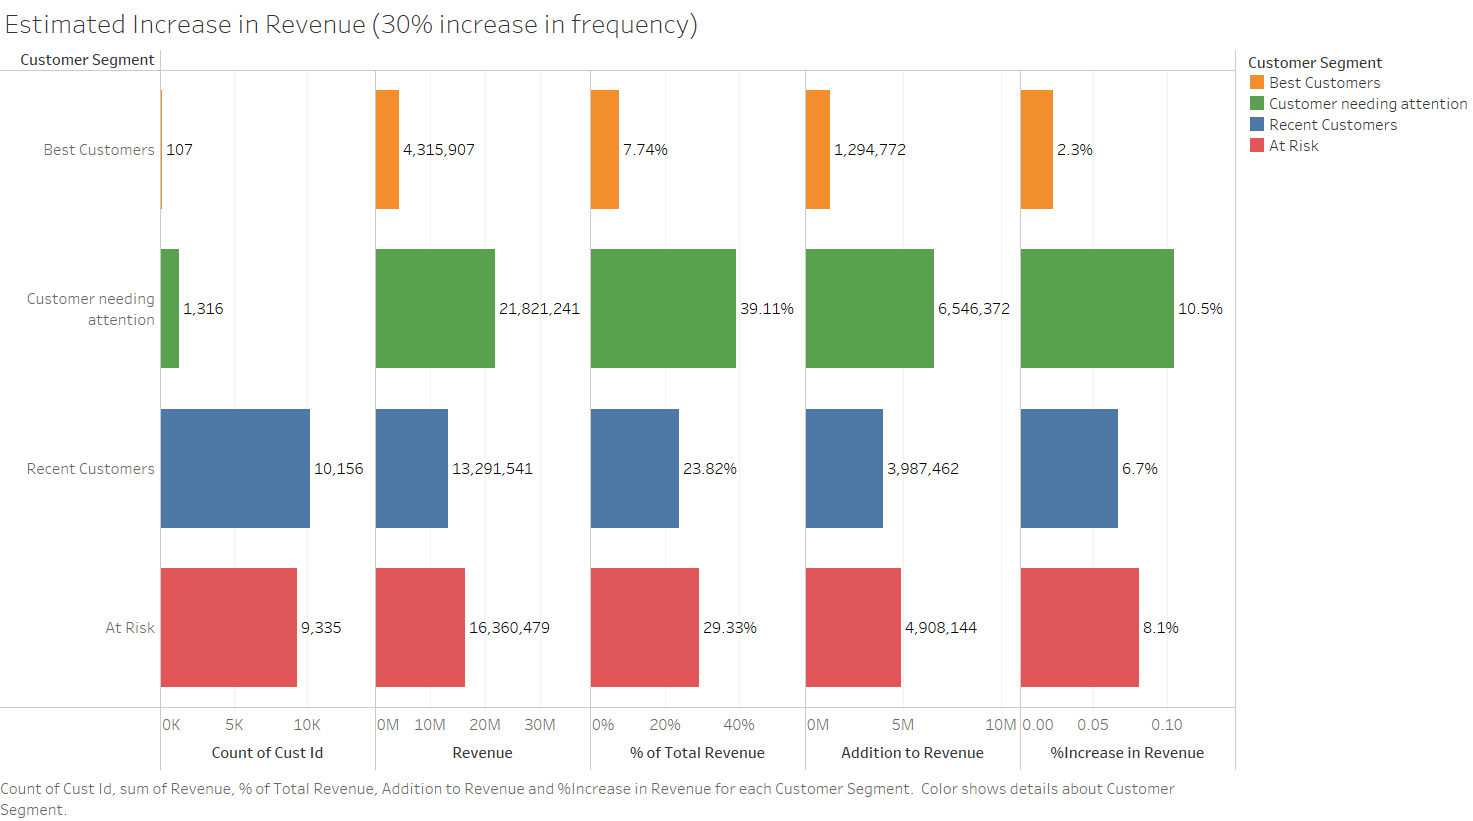 Estimated Increase in Revenue (30% increase in frequency)
Customer Segment
Best Customers 107 4,315,907 7.74% 1,294,772 2.3%
Customer needing
attention 1,316 21,821,241 39.11% 6,546,372 10.5%
Recent Customers 10,156 13,291,541 23.82% 3,987,462 6.7%
At Risk 9,335 16,360,479 29.33% 4,908,144 8.1%
0K 5K 10K 0M 10M 20M 30M 0% 20% 40% 0M 5M 10M 0.00 0.05 0.10
Count of Cust Id Revenue % of Total Revenue Addition to Revenue %Increase in Revenue
Customer Segment
Best Customers
Customer needing attention
Recent Customers
At Risk
Count of Cust Id, sum of Revenue, % of Total Revenue, Addition to Revenue and %Increase in Revenue for each Customer Segment. Color shows details about Customer
Segment.